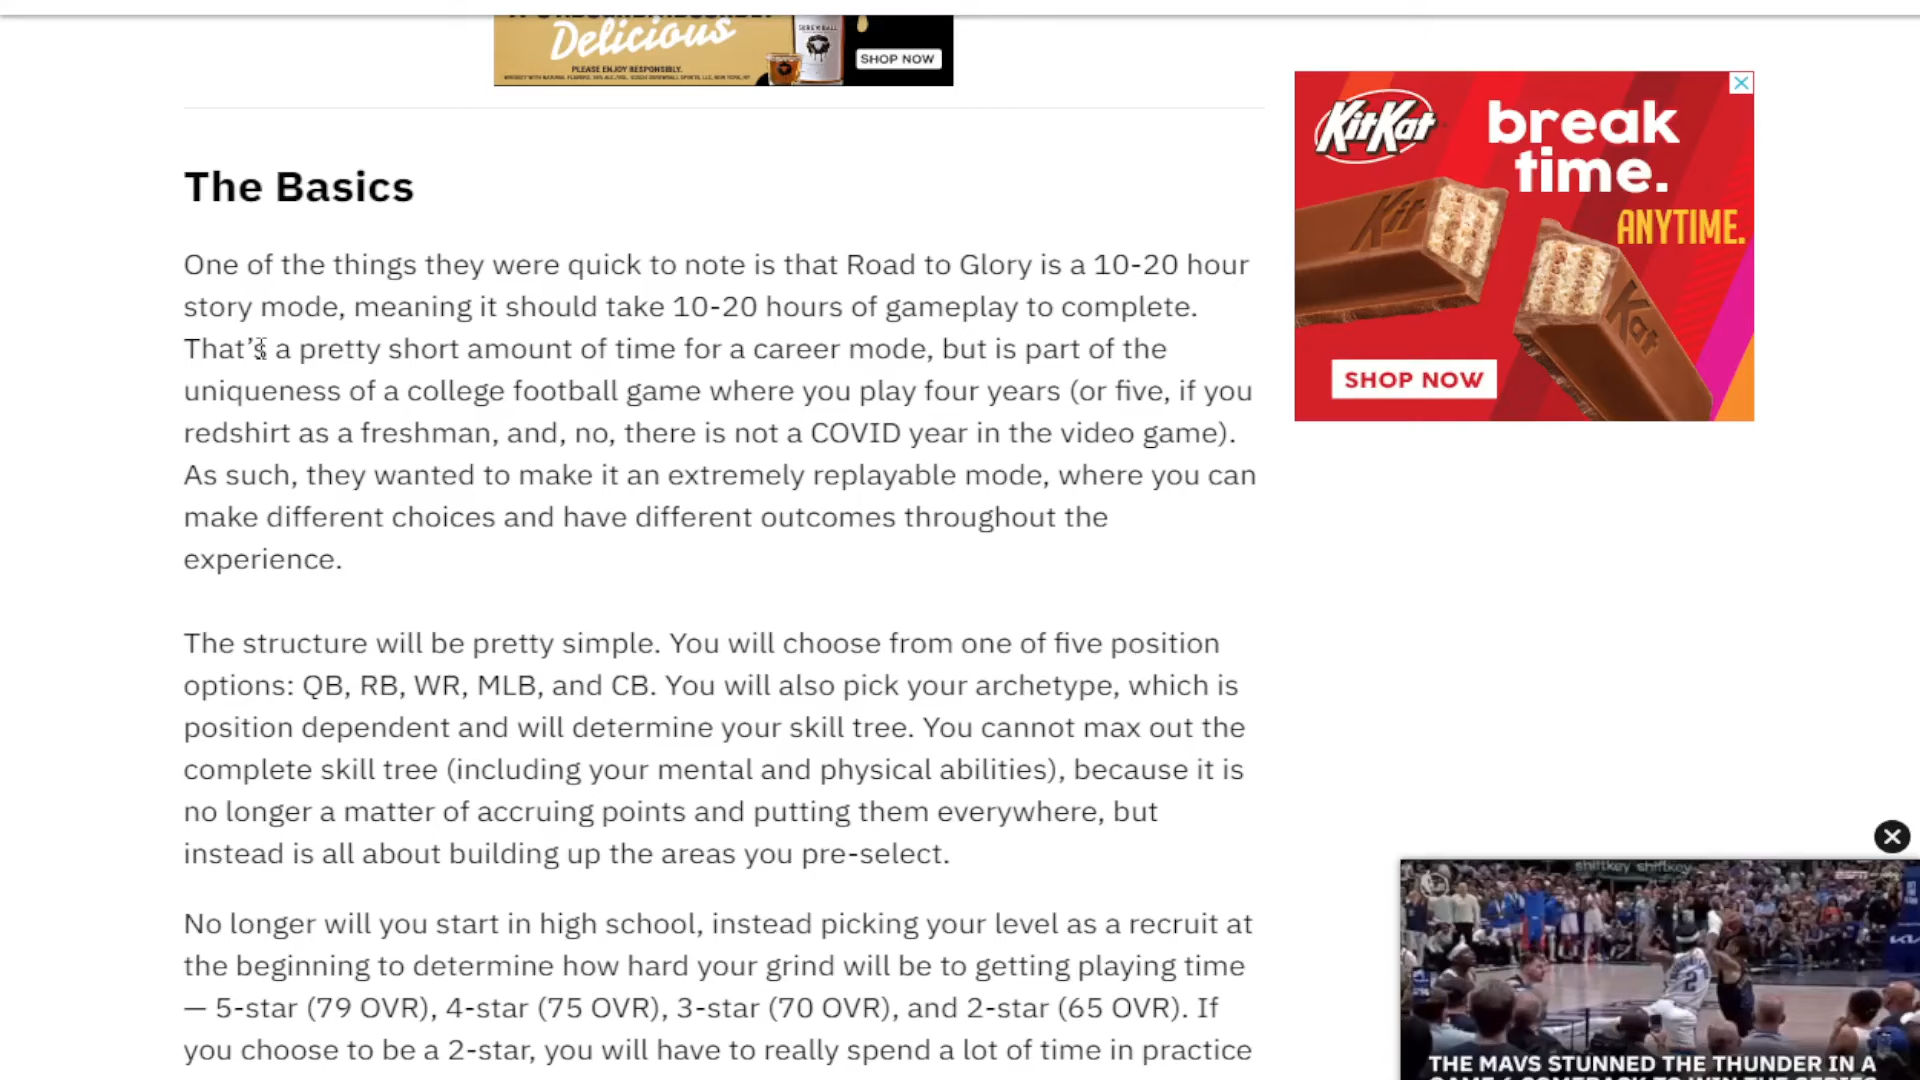 Delicious
PLEASE ENJOY RESPONSIBLY.
SHOP NOW
KitKat
break
time.
ANYTIME.
SHOP NOW
The Basics
One of the things they were quick to note is that Road to Glory is a 10-20 hour
story mode, meaning it should take 10-20 hours of gameplay to complete.
That's a pretty short amount of time for a career mode, but is part of the
uniqueness of a college football game where you play four years (or five, if you
redshirt as a freshman, and, no, there is not a COVID year in the video game).
As such, they wanted to make it an extremely replayable mode, where you can
make different choices and have different outcomes throughout the
experience.
The structure will be pretty simple. You will choose from one of five position
options: QB, RB, WR, MLB, and CB. You will also pick your archetype, which is
position dependent and will determine your skill tree. You cannot max out the
complete skill tree (including your mental and physical abilities), because it is
no longer a matter of accruing points and putting them everywhere, but
instead is all about building up the areas you pre-select.
No longer will you start in high school, instead picking your level as a recruit at
the beginning to determine how hard your grind will be to getting playing time
— 5-star (79 OVR), 4-star (75 OVR), 3-star (70 OVR), and 2-star (65 OVR). If
you choose to be a 2-star, you will have to really spend a lot of time in practice
shiftkey shiftkey
THE MAVS STUNNED THE THUNDER IN A